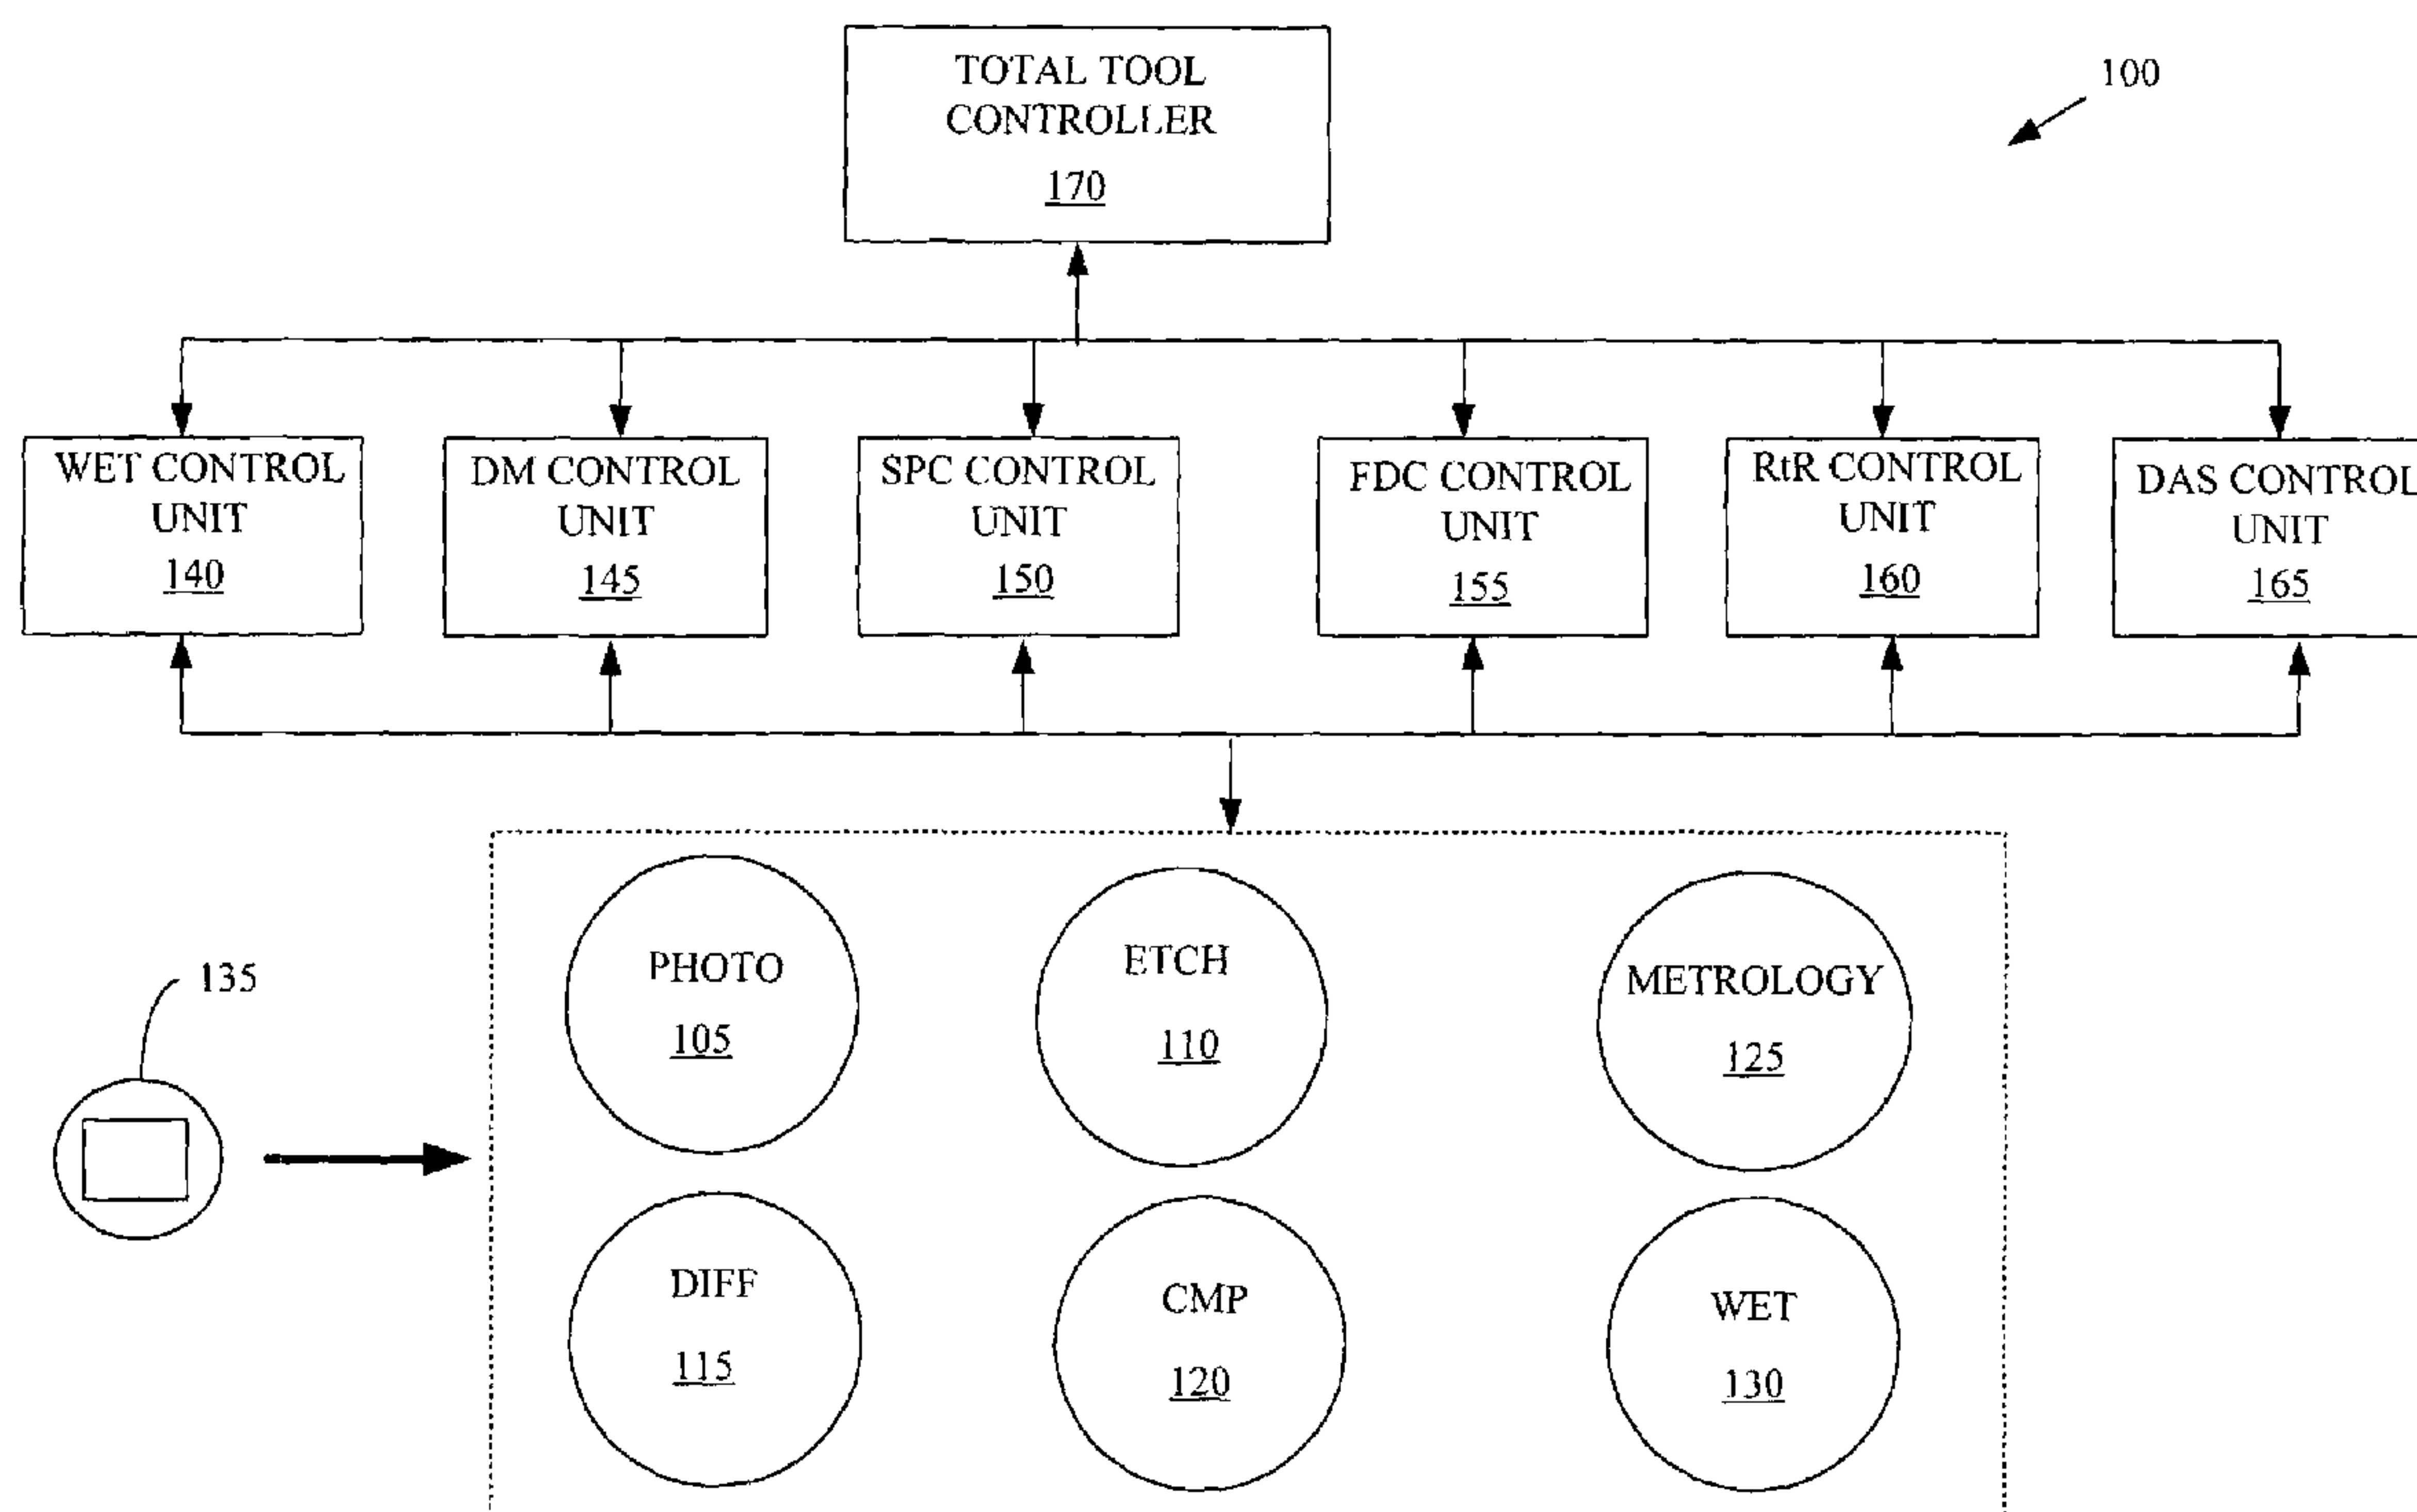 TOTAL TOOL
CONTROLLER
170
100
WET CONTROL
UNIT
140
DM CONTROL
UNIT
145
SPC CONTROL
UNIT
150
FDC CONTROL
UNIT
155
RtR CONTROL
UNIT
160
DAS CONTROL
UNIT
165
135
PHOTO
105
ETCH
110
METROLOGY
125
DIFF
115
CMP
120
WET
130